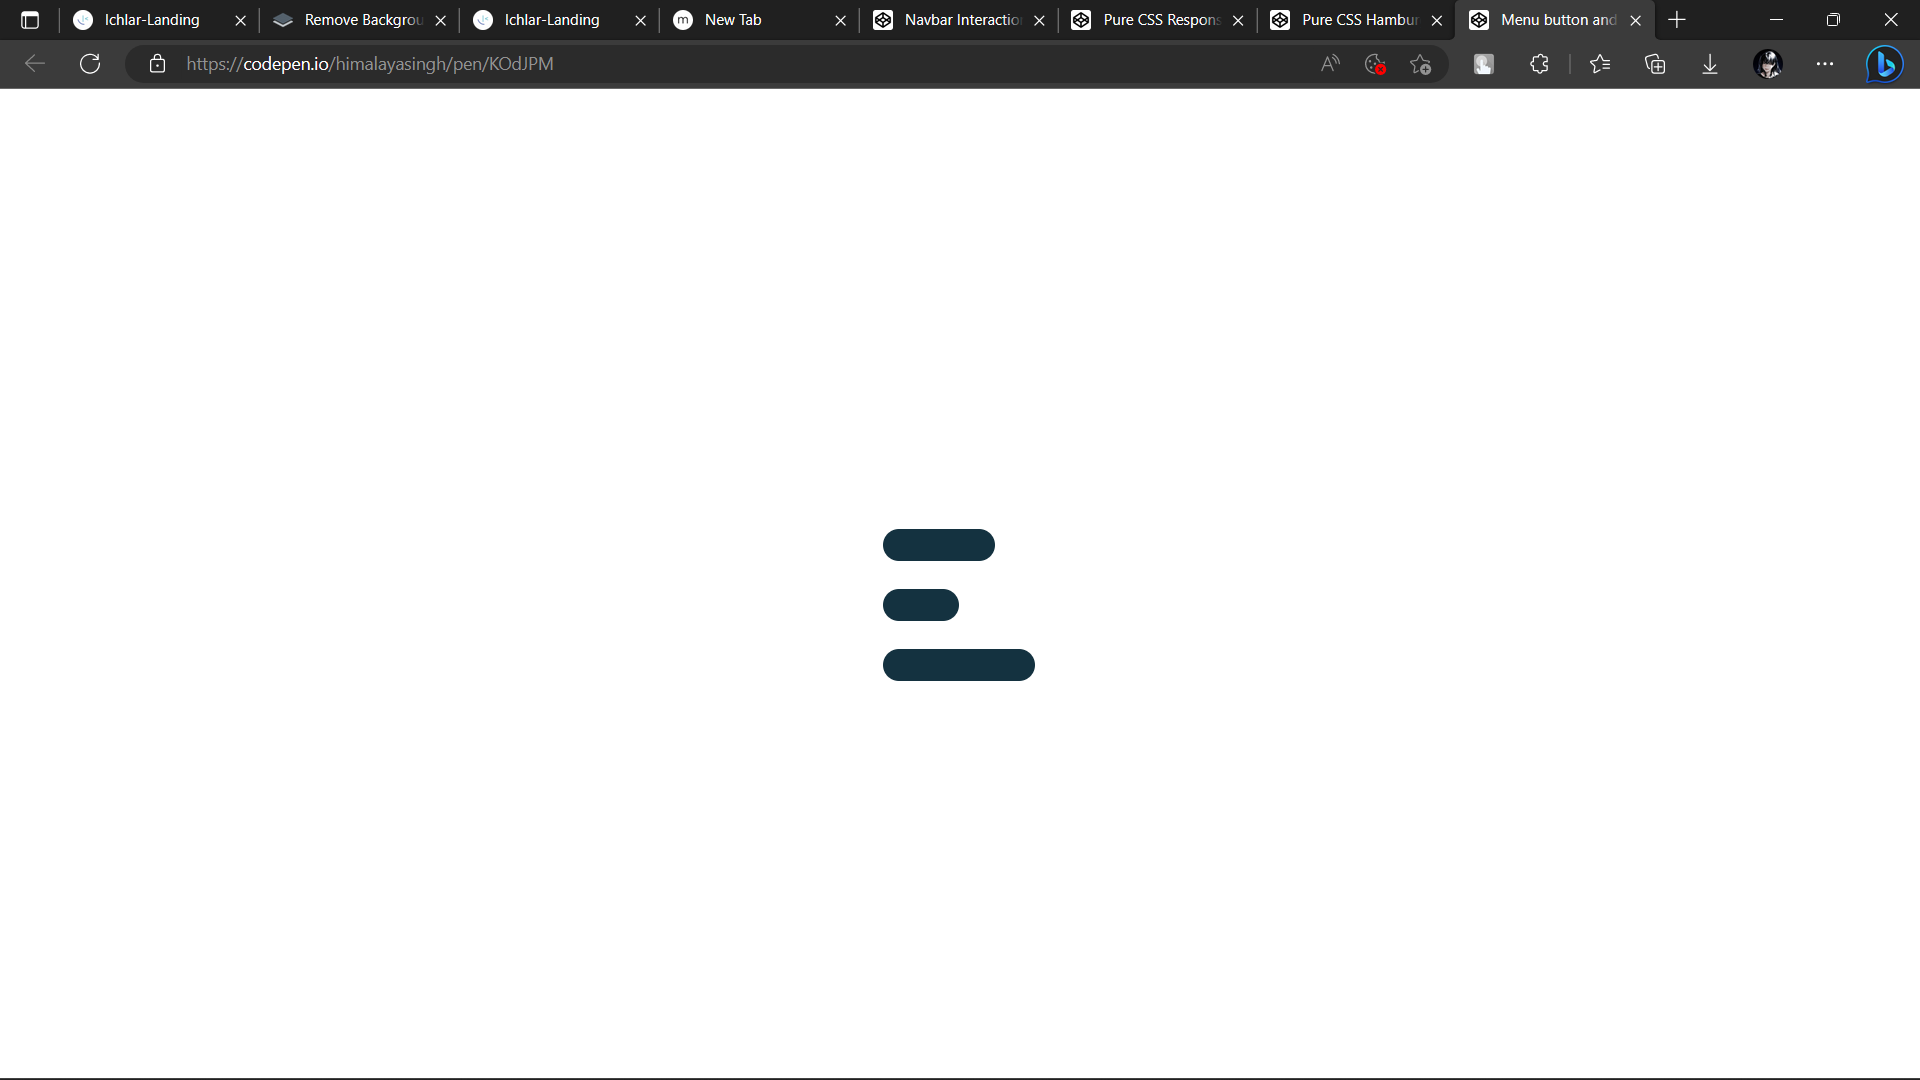 Ichlar-Landing
Remove Backgrou
Ichlar-Landing
m New Tab
Navbar Interactio
Pure CSS Respons
Pure CSS Hambur
Menu button and
https://codepen.io/himalayasingh/pen/KOdJPM